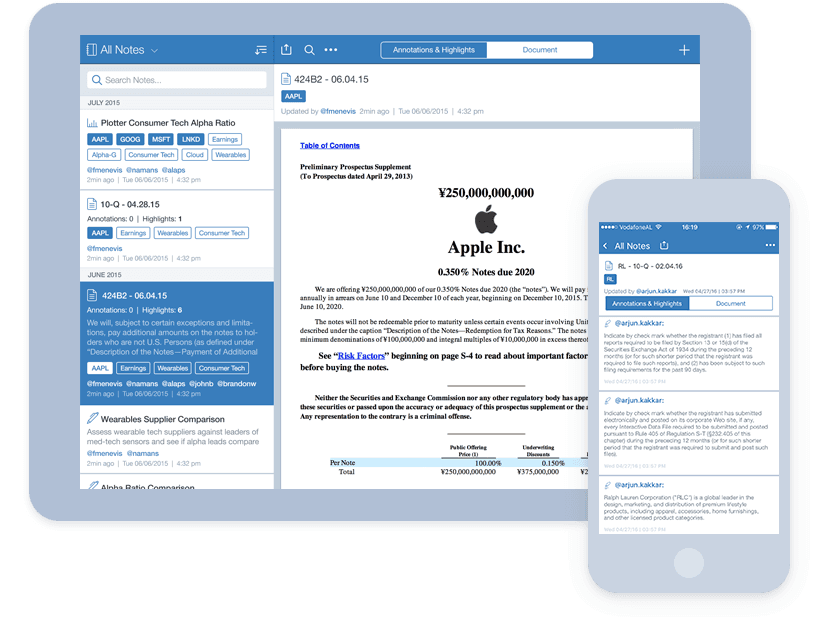 All Notes
Search Notes...
JULY 2015
Plotter Consumer Tech Alpha Ratio
AAPL GOOG MSFT LNKD Earnings
Alpha-G Consumer Tech Cloud Wearables
@fmenevis @namans @alaps
2min ago | Tue 06/06/2015 | 4:32 pm
10-Q - 04.28.15
Annotations: 0 | Highlights: 1
AAPL Earnings Wearables Consumer Tech
@fmenevis
2min ago | Tue 06/06/2015 | 4:32 pm
JUNE 2015
424B2 - 06.04.15
Annotations: 0 | Highlights: 6
We will, subject to certain exceptions and limita-
tions, pay additional amounts on the notes to hol-
ders who are not U.S. Persons (as defined under
"Description of the Notes—Payment of Additional
AAPL Earnings Wearables Consumer Tech
@fmenevis @namans @alaps @johnb @brandonw
2min ago | Tue 06/06/2015 | 4:32 pm
Wearables Supplier Comparison
Assess wearable tech suppliers against leaders of
med-tech sensors and see if alpha leads compare
@fmenevis @namans
2min ago | Tue 06/06/2015 | 4:32 pm
Alpha Ratio Comparison
Annotations & Highlights Document
424B2 - 06.04.15
AAPL
Updated by @fmenevis 2min ago | Tue 06/06/2015 | 4:32 pm
Table of Contents
Preliminary Prospectus Supplement
(To Prospectus dated April 29, 2013)
¥250,000,000,000
Apple Inc.
0.350% Notes due 2020
We are offering ¥250,000,000,000 of our 0.350% Notes due 2020 (the "notes"). We will pay
annually in arrears on June 10 and December 10 of each year, beginning on December 10, 2015. T
June 10, 2020.
The notes will not be redeemable prior to maturity unless certain events occur involving Unit
described under the caption "Description of the Notes—Redemption for Tax Reasons." The notes
minimum denominations of ¥100,000,000 and integral multiples of ¥10,000,000 in excess thereof
See "Risk Factors" beginning on page S-4 to read about important factor
before buying the notes.
Neither the Securities and Exchange Commission nor any other regulatory body has appr
these securities or passed upon the accuracy or adequacy of this prospectus supplement or the a
Any representation to the contrary is a criminal offense.
Public Offering Underwriting
Price (1) Discounts
Per Note 100.00% 0.150%
Total ¥250,000,000,000 ¥375,000,000 ¥2
VodafoneAL 16:19 97%
All Notes
RL - 10-Q - 02.04.16
RL
Updated by @arjun.kakkar Wed 04/27/16 | 03:57 PM
Annotations & Highlights Document
@arjun.kakkar:
Indicate by check mark whether the registrant (1) has filed all
reports required to be filed by Section 13 or 15(d) of the
Securities Exchange Act of 1934 during the preceding 12
months (or for such shorter period that the registrant was
required to file such reports), and (2) has been subject to such
filing requirements for the past 90 days.
Wed 04/27/16 | 03:57 PM
@arjun.kakkar:
Indicate by check mark whether the registrant has submitted
electronically and posted on its corporate Web site, if any,
every Interactive Data File required to be submitted and posted
pursuant to Rule 405 of Regulation S-T (§232.405 of this
chapter) during the preceding 12 months (or for such shorter
period that the registrant was required to submit and post such
files).
Wed 04/27/16 | 03:57 PM
@arjun.kakkar:
Ralph Lauren Corporation ("RLC") is a global leader in the
design, marketing, and distribution of premium lifestyle
products, including apparel, accessories, home furnishings,
and other licensed product categories.
Wed 04/27/16 | 03:57 PM